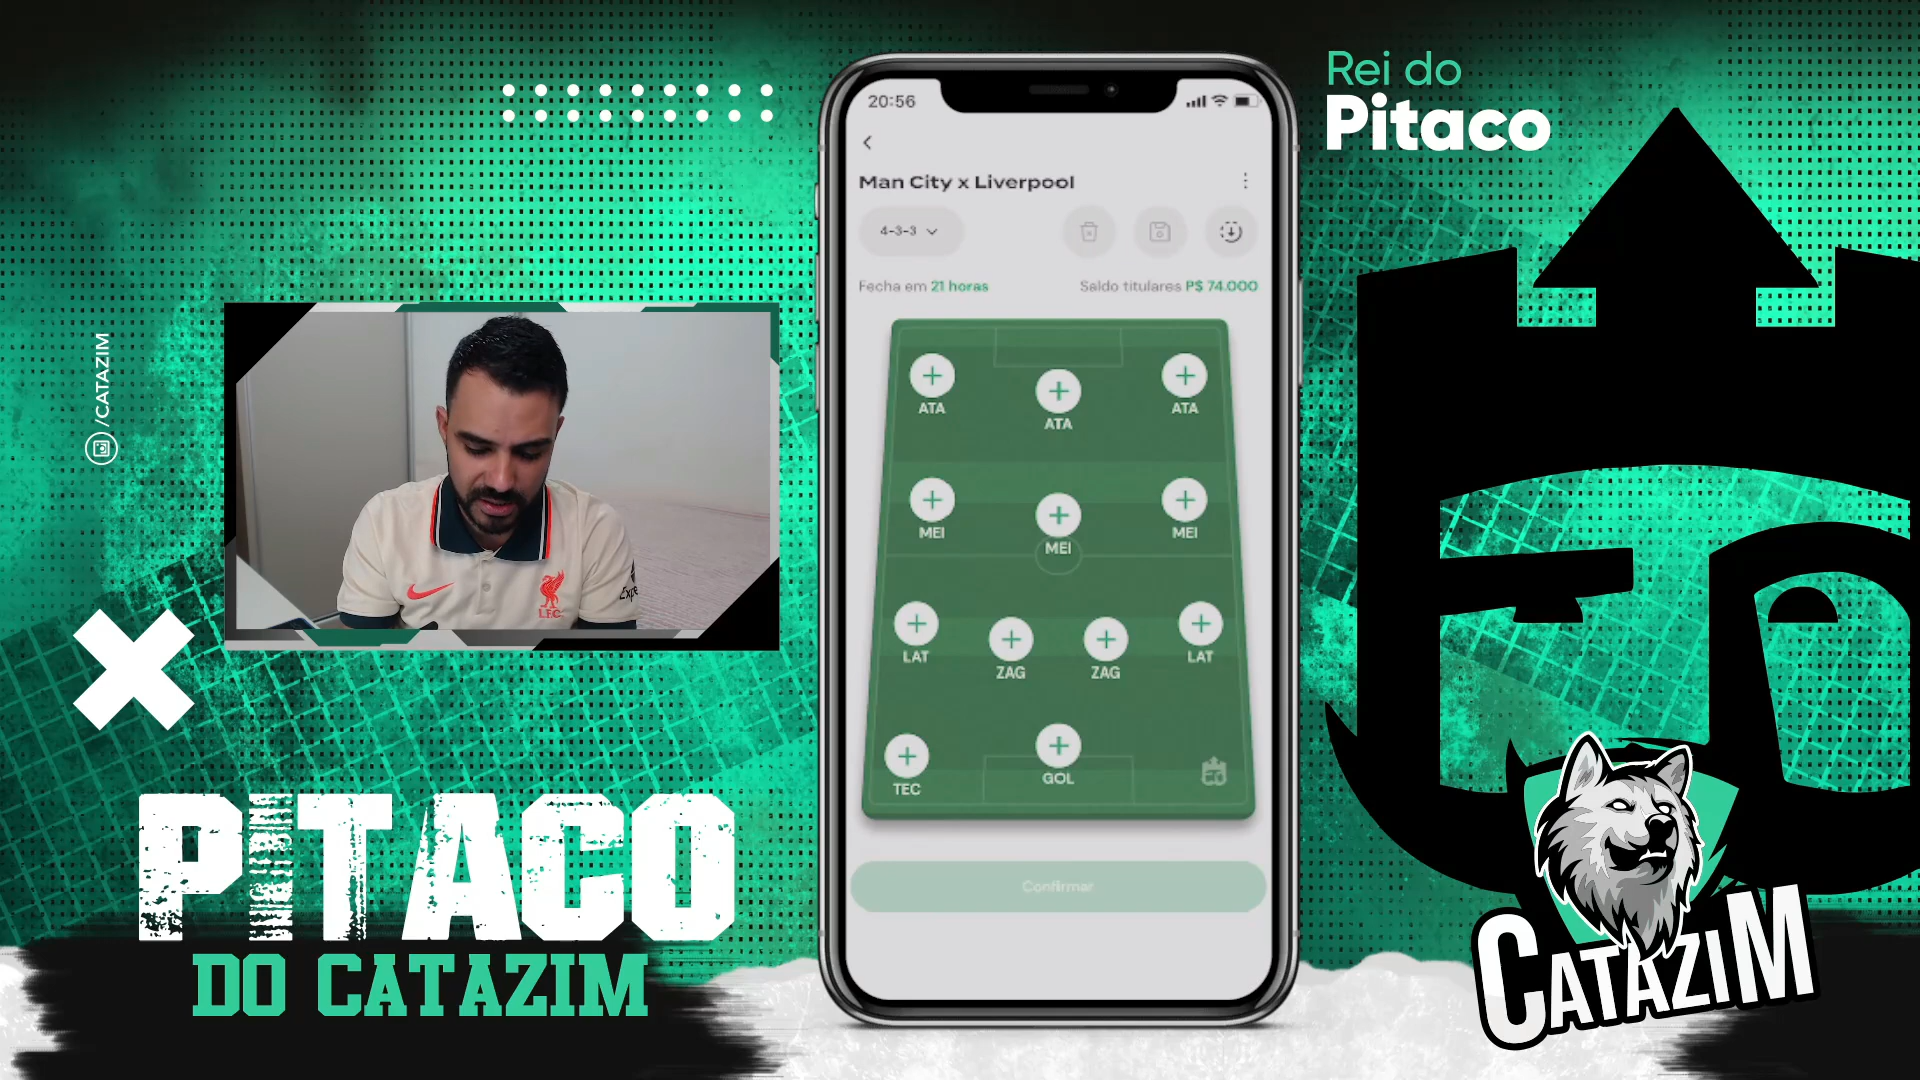 /CATAZIM
PITACO
DO CATAZIM
L.F.C.
20:56
Man City x Liverpool
4-3-3
Fecha em 21 horas
Saldo titulares P$ 74.000
ATA
ATA
ATA
MEI
MEI
MEI
LAT
ZAG
ZAG
LAT
TEC
GOL
Confirmar
Rei do
Pitaco
CATAZIM